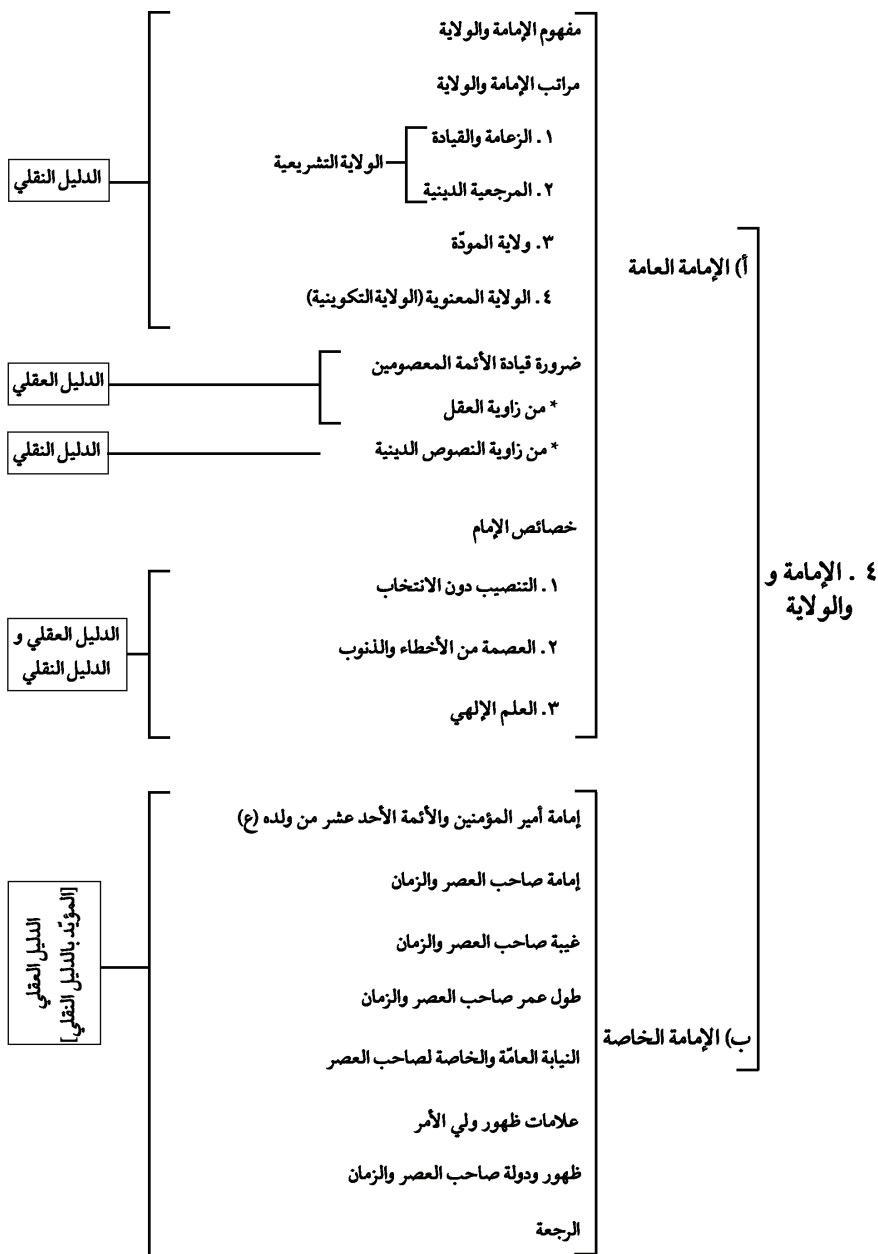 ٤ . الإمامة و
والولاية
أ) الإمامة العامة
مفهوم الإمامة والولاية
مراتب الإمامة والولاية
١. الزعامة والقيادة
٢. المرجعية الدينية
الولاية التشريعية
٣. ولاية المودّة
٤. الولاية المعنوية (الولاية التكوينية)
الدليل النقلي
ضرورة قيادة الأئمة المعصومين
* من زاوية العقل
الدليل العقلي
* من زاوية النصوص الدينية
الدليل النقلي
خصائص الإمام
١. التنصيب دون الانتخاب
٢. العصمة من الأخطاء والذنوب
٣. العلم الإلهي
الدليل العقلي و
الدليل النقلي
ب) الإمامة الخاصة
إمامة أمير المؤمنين والأئمة الأحد عشر من ولده (ع)
إمامة صاحب العصر والزمان
غيبة صاحب العصر والزمان
طول عمر صاحب العصر والزمان
النيابة العامّة والخاصة لصاحب العصر
علامات ظهور ولي الأمر
ظهور ودولة صاحب العصر والزمان
الرجعة
الدليل العقلي
[المؤيّد بالدليل النقلي]